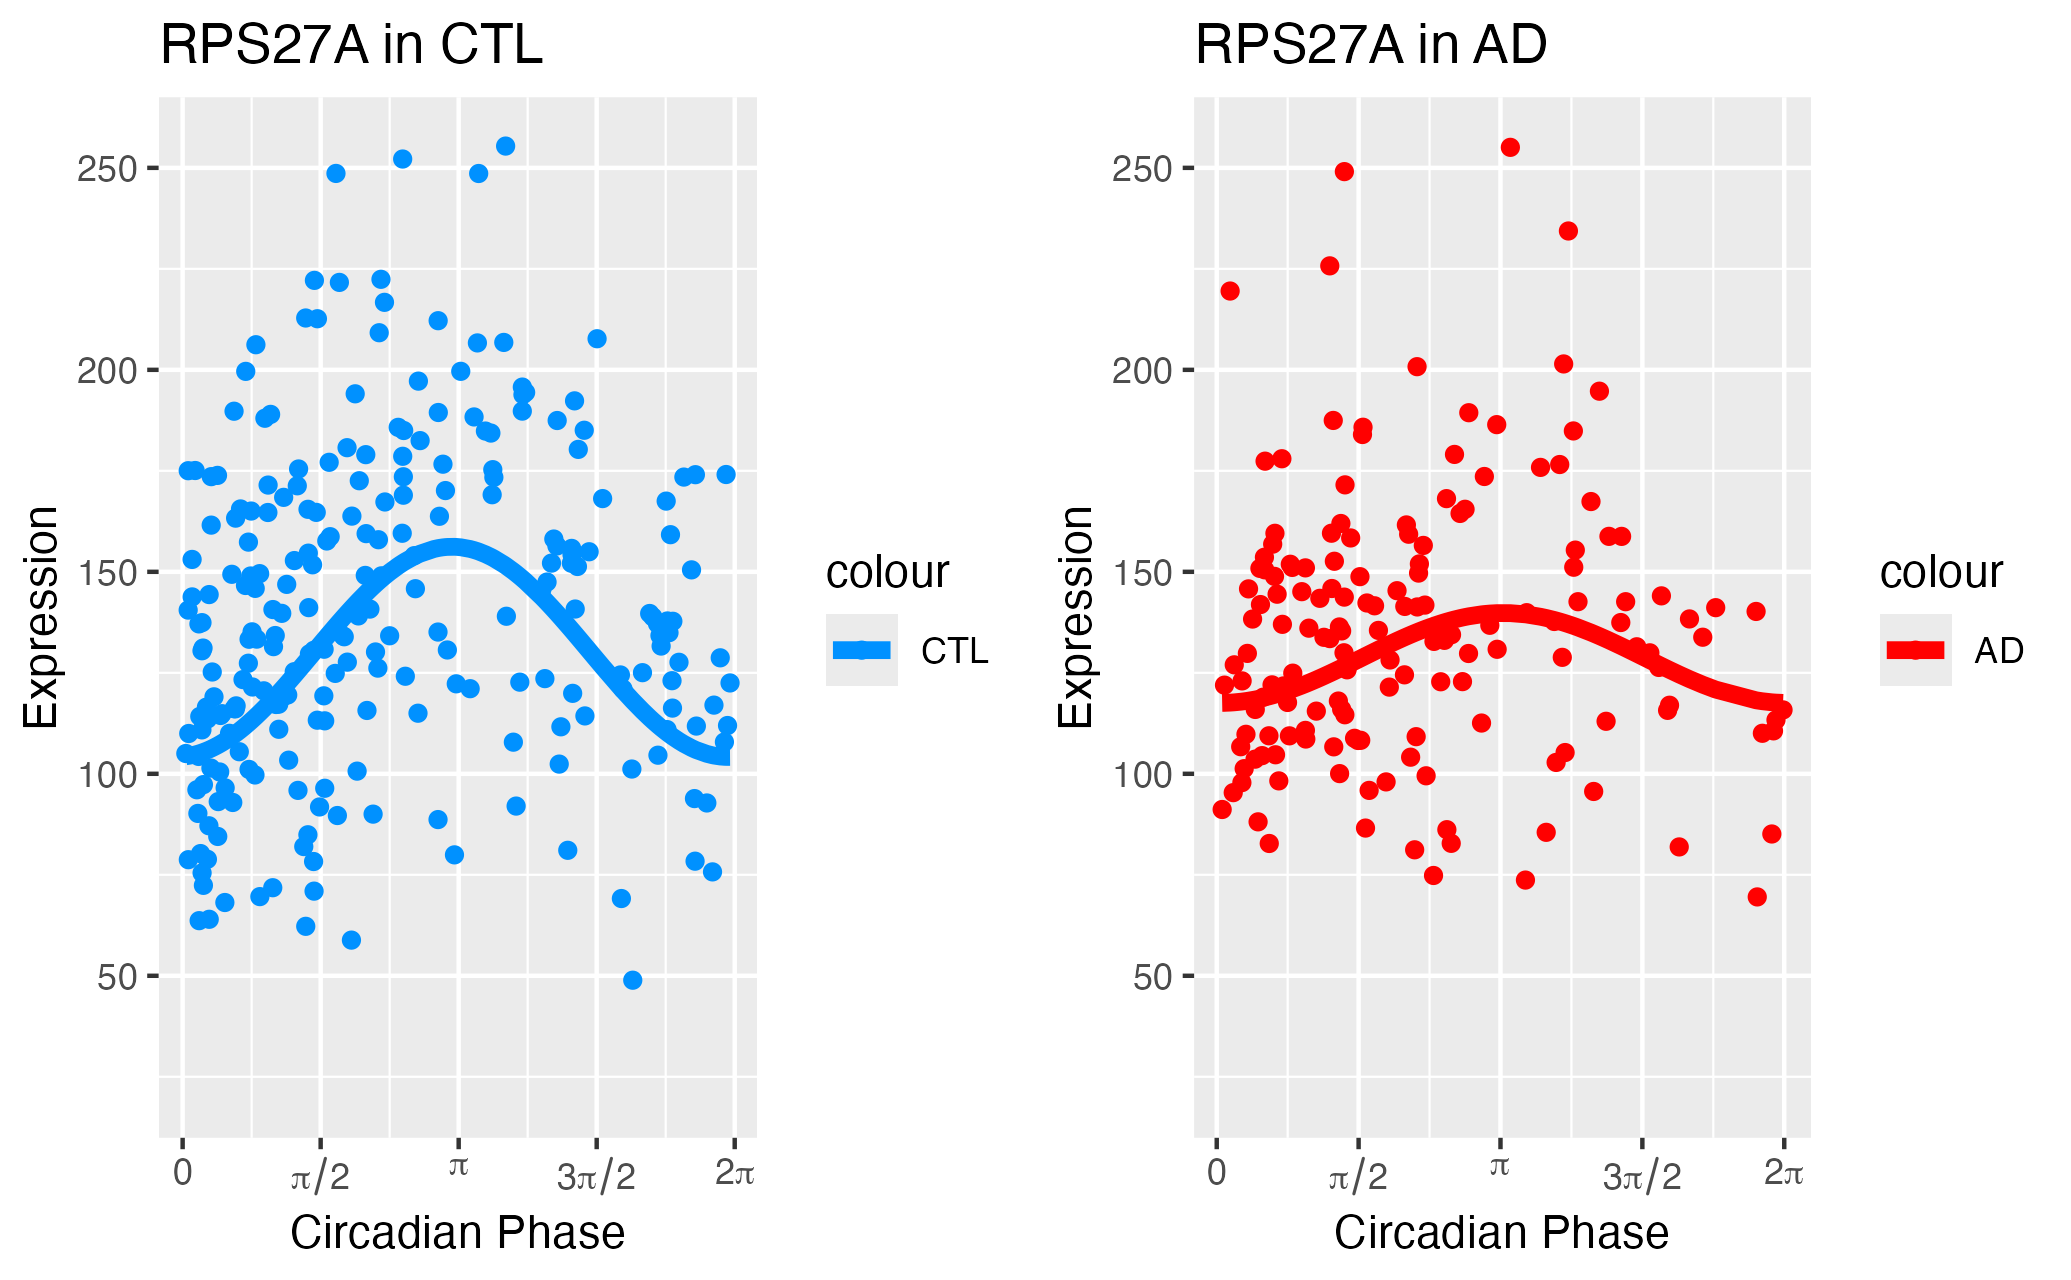 RPS27A in CTL
Expression
250
200
150
100
50
0 π/2 π 3π/2 2π
Circadian Phase
colour
CTL
RPS27A in AD
Expression
250
200
150
100
50
0 π/2 π 3π/2 2π
Circadian Phase
colour
AD